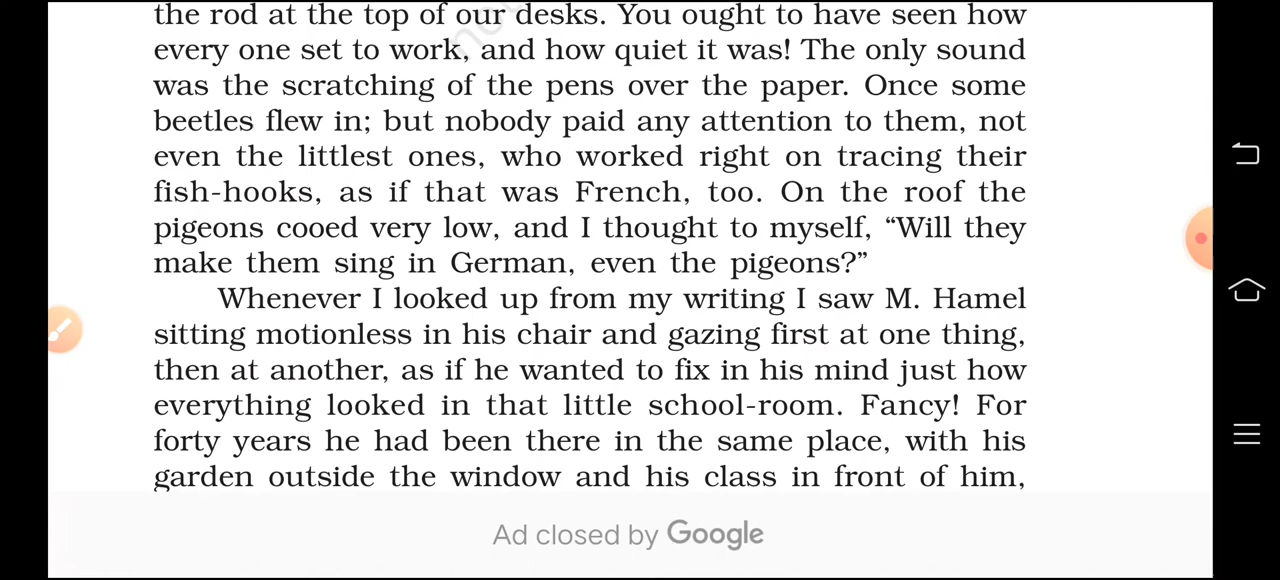 the rod at the top of our desks. You ought to have seen how
every one set to work, and how quiet it was! The only sound
was the scratching of the pens over the paper. Once some
beetles flew in; but nobody paid any attention to them, not
even the littlest ones, who worked right on tracing their
fish-hooks, as if that was French, too. On the roof the
pigeons cooed very low, and I thought to myself, “Will they
make them sing in German, even the pigeons?”
Whenever I looked up from my writing I saw M. Hamel
sitting motionless in his chair and gazing first at one thing,
then at another, as if he wanted to fix in his mind just how
everything looked in that little school-room. Fancy! For
forty years he had been there in the same place, with his
garden outside the window and his class in front of him,
Ad closed by Google